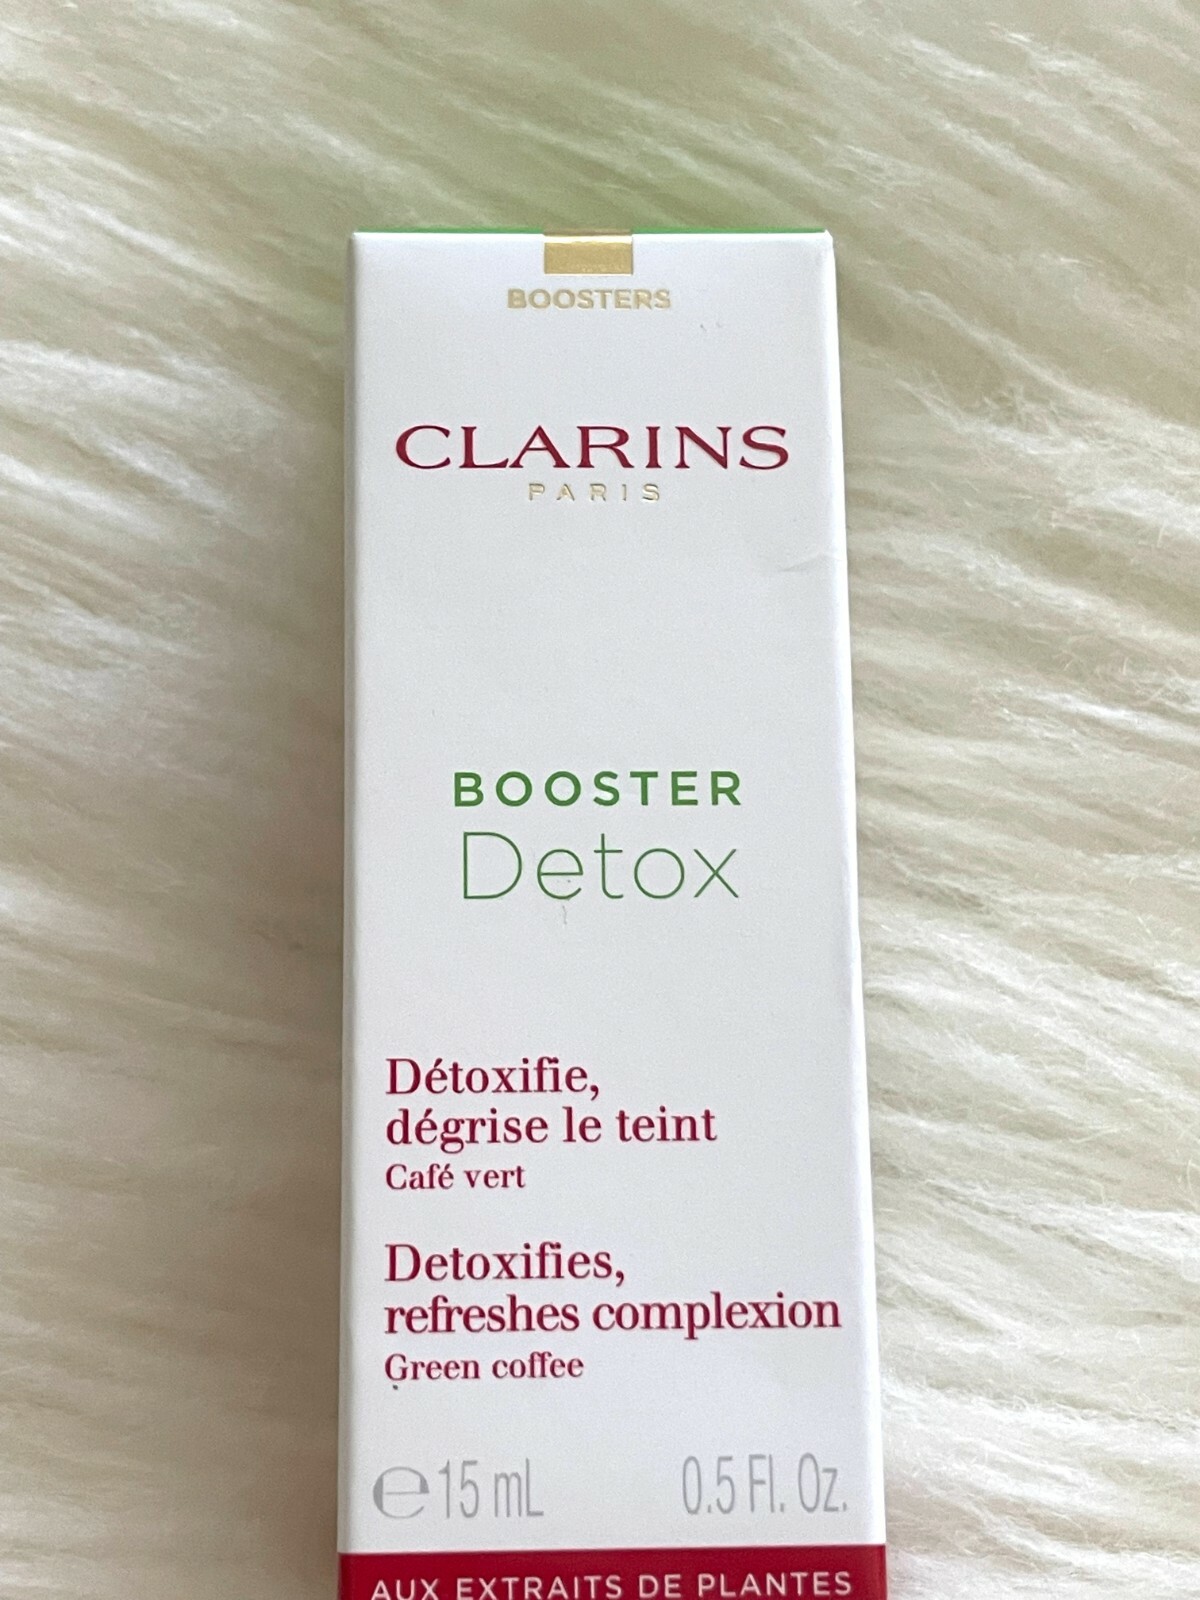 BOOSTERS
CLARINS
PARIS
BOOSTER
Detox
Détoxifie,
dégrise le teint
Café vert
Detoxifies,
refreshes complexion
Green coffee
℮15 mL 0.5 Fl. Oz.
AUX EXTRAITS DE PLANTES